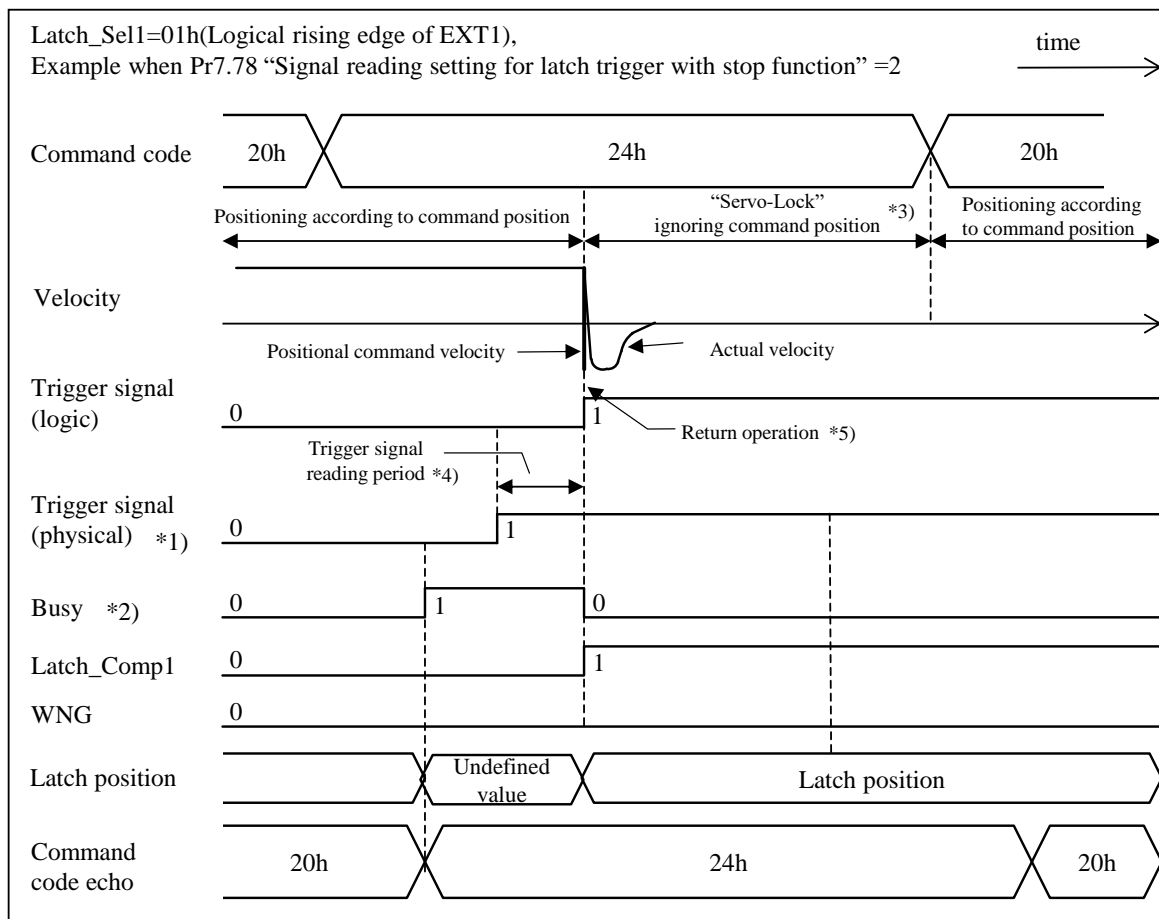 Latch_Sel1=01h(Logical rising edge of EXT1),
Example when Pr7.78 “Signal reading setting for latch trigger with stop function” =2
time
Command code
20h
24h
20h
Positioning according to command position
“Servo-Lock”
ignoring command position *3)
Positioning according
to command position
Velocity
Positional command velocity
Actual velocity
Trigger signal
(logic)
0
1
Return operation *5)
Trigger signal
reading period *4)
Trigger signal
(physical) *1)
0
1
Busy *2)
0
1
0
Latch_Comp1
0
1
WNG
0
Latch position
Undefined
value
Latch position
Command
code echo
20h
24h
20h